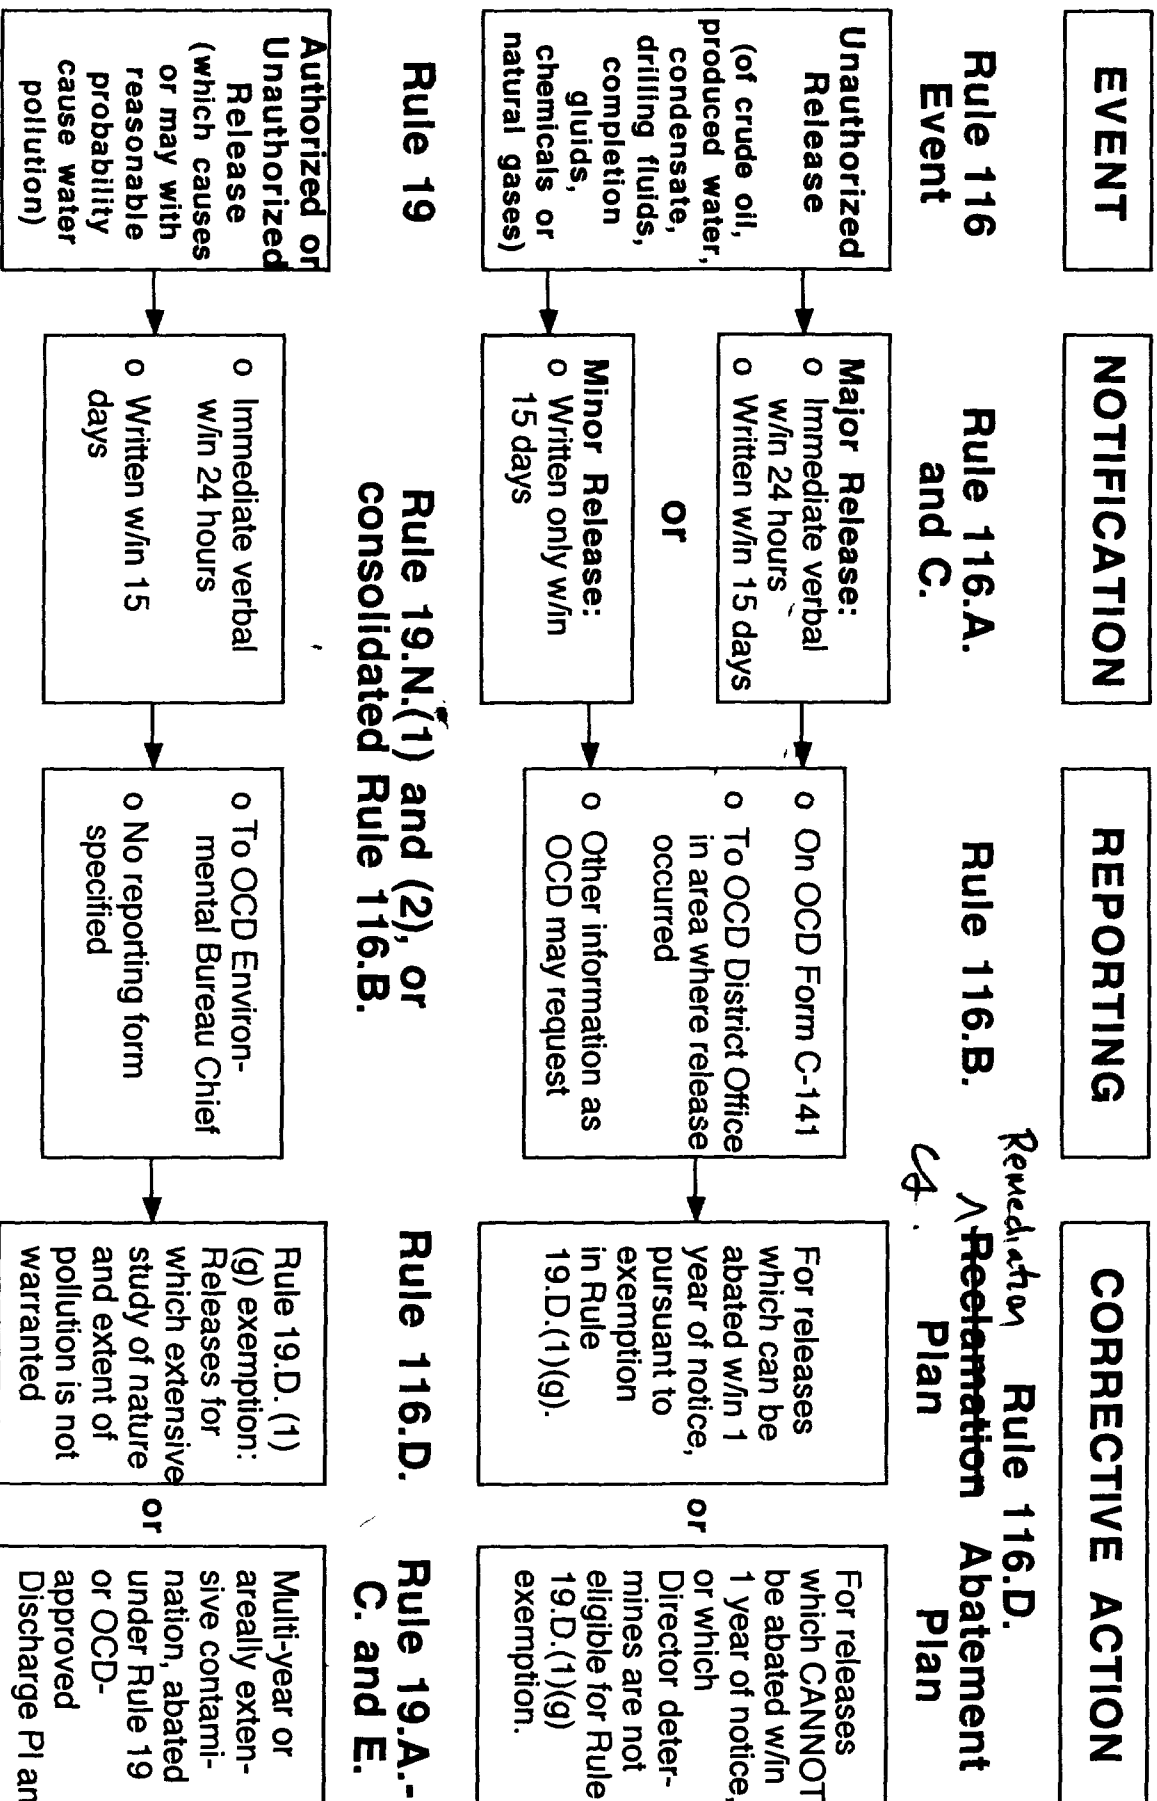 EVENT
NOTIFICATION
REPORTING
CORRECTIVE ACTION
Rule 116
Event
Rule 116.A.
and C.
Rule 116.B.
Rule 116.D.
Remediation
Reclamation Abatement
Plan Plan
Unauthorized
Release
(of crude oil,
produced water,
condensate,
drilling fluids,
completion
gluids,
chemicals or
natural gases)
Major Release:
o Immediate verbal
w/in 24 hours
o Written w/in 15 days
or
Minor Release:
o Written only w/in
15 days
o On OCD Form C-141
o To OCD District Office
in area where release
occurred
o Other information as
OCD may request
For releases
which can be
abated w/in 1
year of notice,
pursuant to
exemption
in Rule
19.D.(1)(g).
or
For releases
which CANNOT
be abated w/in
1 year of notice,
or which
Director deter-
mines are not
eligible for Rule
19.D.(1)(g)
exemption.
Rule 19
Rule 19.N.(1) and (2), or
consolidated Rule 116.B.
Rule 116.D.
Rule 19.A.-
C. and E.
Authorized or
Unauthorized
Release
(which causes
or may with
reasonable
probability
cause water
pollution)
o Immediate verbal
w/in 24 hours
o Written w/in 15
days
o To OCD Environ-
mental Bureau Chief
o No reporting form
specified
Rule 19.D. (1)
(g) exemption:
Releases for
which extensive
study of nature
and extent of
pollution is not
warranted
or
Multi-year or
areally exten-
sive contami-
nation, abated
under Rule 19
or OCD-
approved
Discharge Plan